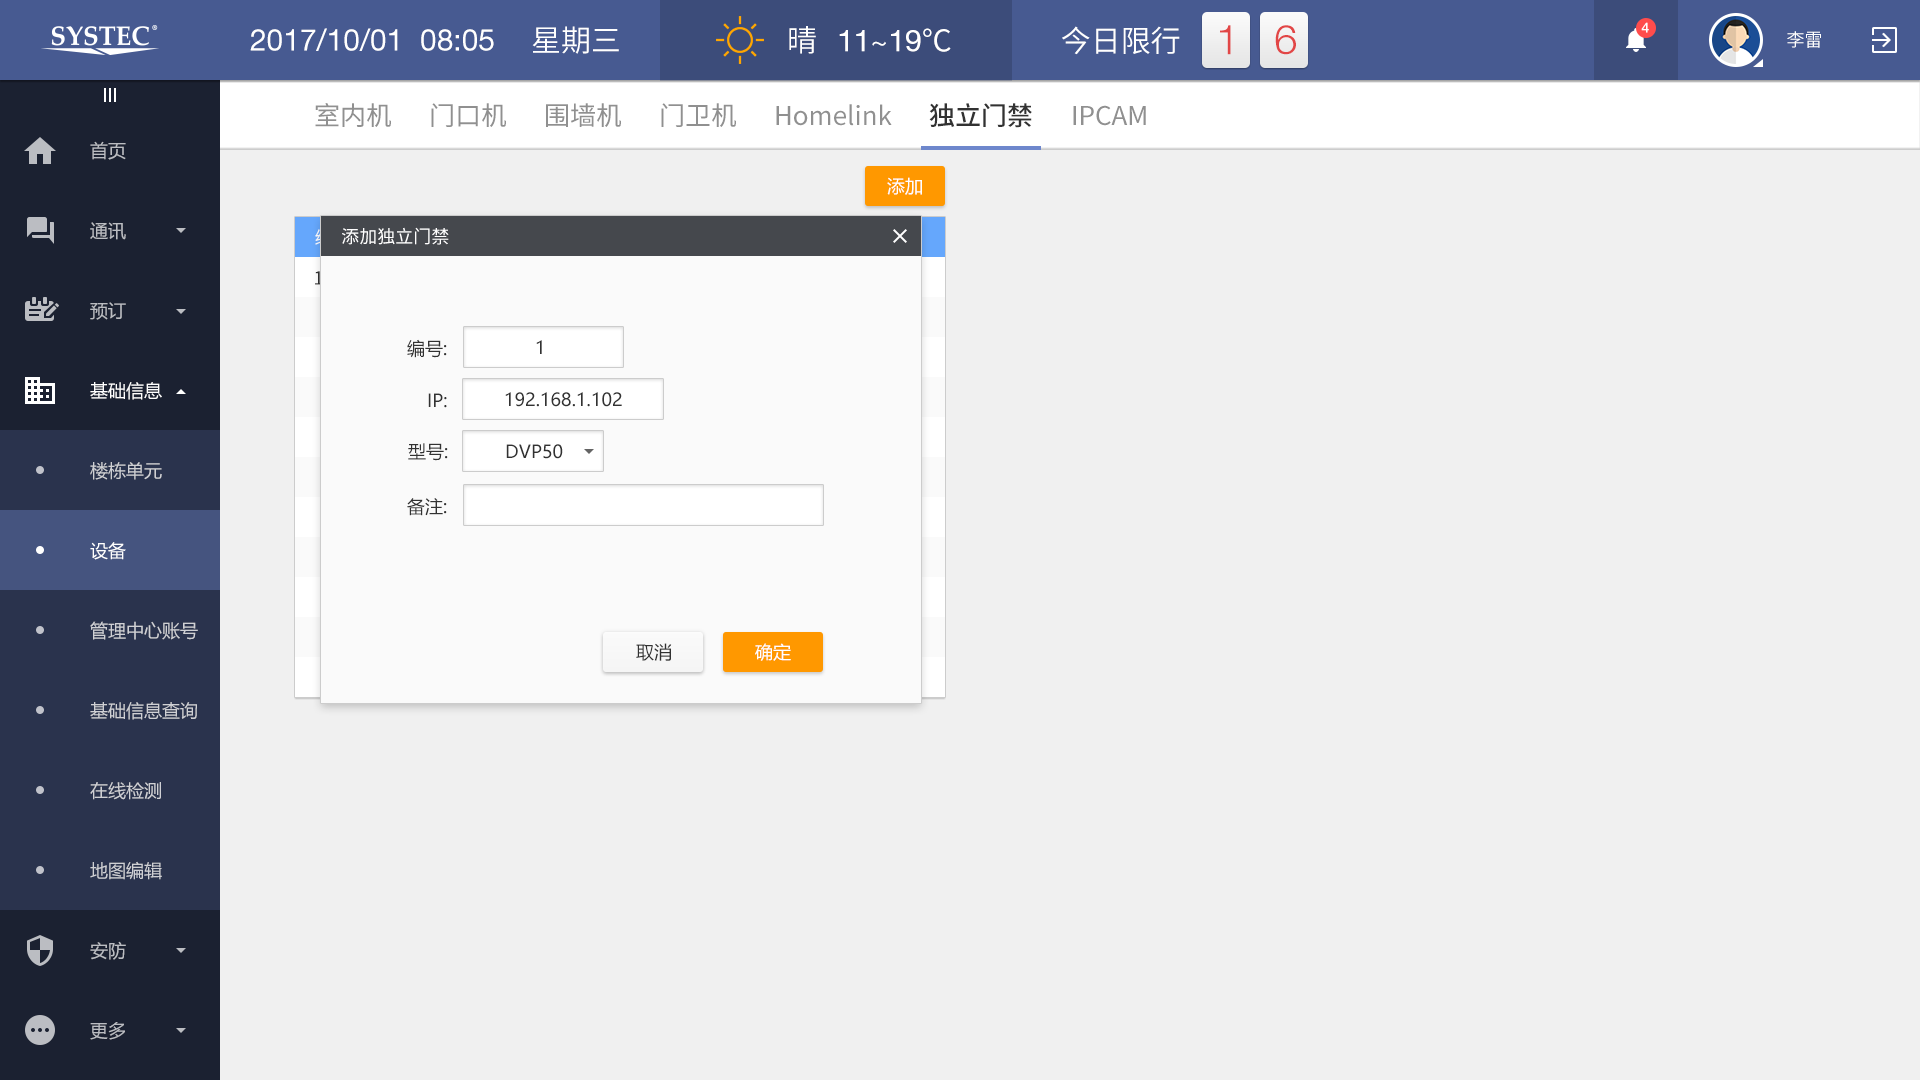 SYSTEC®
2017/10/01 08:05 星期三
晴 11~19℃
今日限行 1 6
4
李雷
首页
通讯
预订
基础信息
楼栋单元
设备
管理中心账号
基础信息查询
在线检测
地图编辑
安防
更多
室内机 门口机 围墙机 门卫机 Homelink 独立门禁 IPCAM
添加
添加独立门禁
1
编号: 1
IP: 192.168.1.102
型号: DVP50
备注:
取消 确定